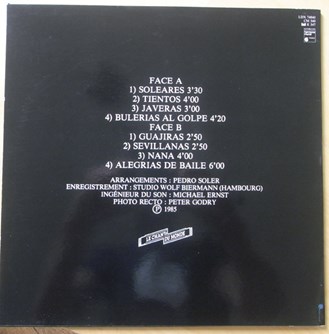 FACE A
1) SOLEARES 3'30
2) TIENTOS 4'00
3) JAVERAS 3'00
4) BULERIAS AL GOLPE 4'20
FACE B
1) GUAJIRAS 2'50
2) SEVILLANAS 2'50
3) NANA 4'00
4) ALEGRIAS DE BAILE 6'00
ARRANGEMENTS : PEDRO SOLER
ENREGISTREMENT : STUDIO WOLF BIERMANN (HAMBOURG)
INGÉNIEUR DU SON : MICHAEL ERNST
PHOTO RECTO : PETER GODRY
Ⓟ 1985
LE CHANT
DU MONDE